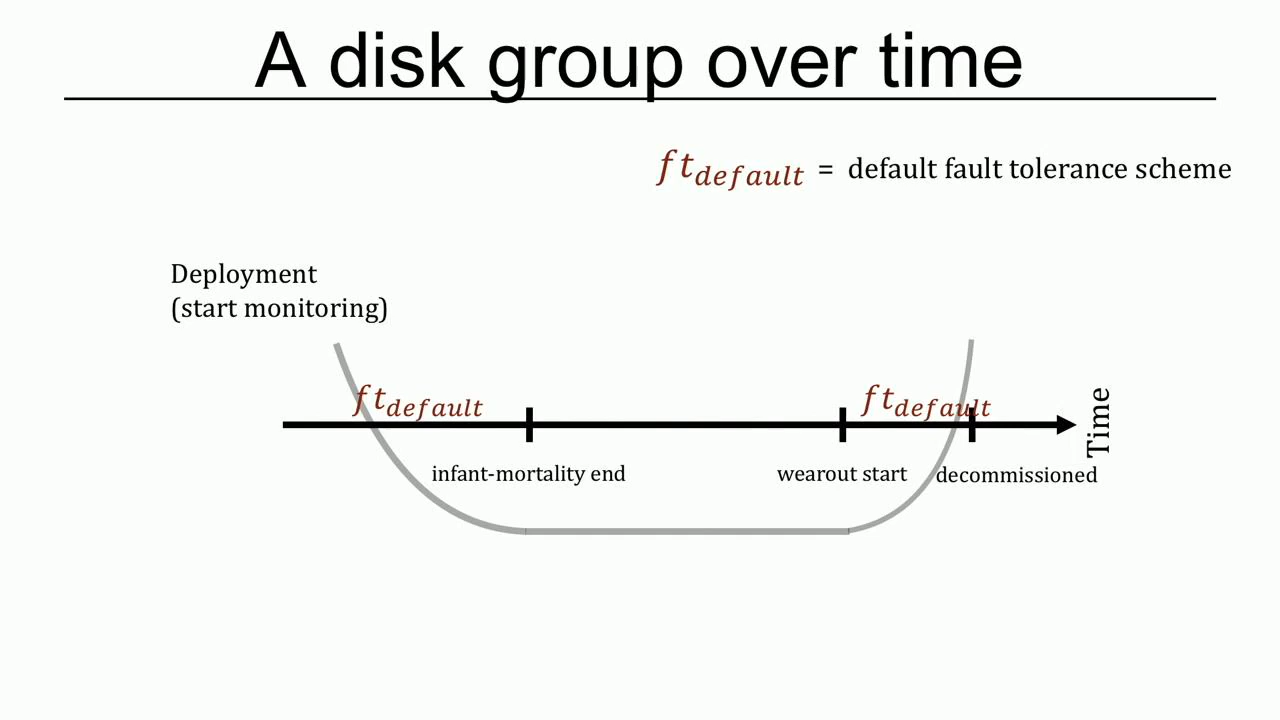 A disk group over time
ft_default = default fault tolerance scheme
Deployment
(start monitoring)
ft_default
ft_default
Time
infant-mortality end
wearout start
decommissioned